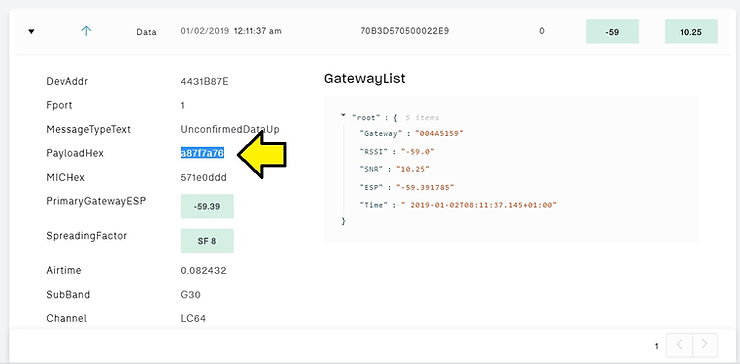 Data 01/02/2019 12:11:37 am 70B3D570500022E9 0 -59 10.25
DevAddr 4431B87E
Fport 1
MessageTypeText UnconfirmedDataUp
PayloadHex a87f7a76
MICHex 571e0ddd
PrimaryGatewayESP -59.39
SpreadingFactor SF 8
Airtime 0.082432
SubBand G30
Channel LC64
GatewayList
"root" : { 5 items
"Gateway" : "004A5159"
"RSSI" : "-59.0"
"SNR" : "10.25"
"ESP" : "-59.391785"
"Time" : " 2019-01-02T08:11:37.145+01:00"
}
1